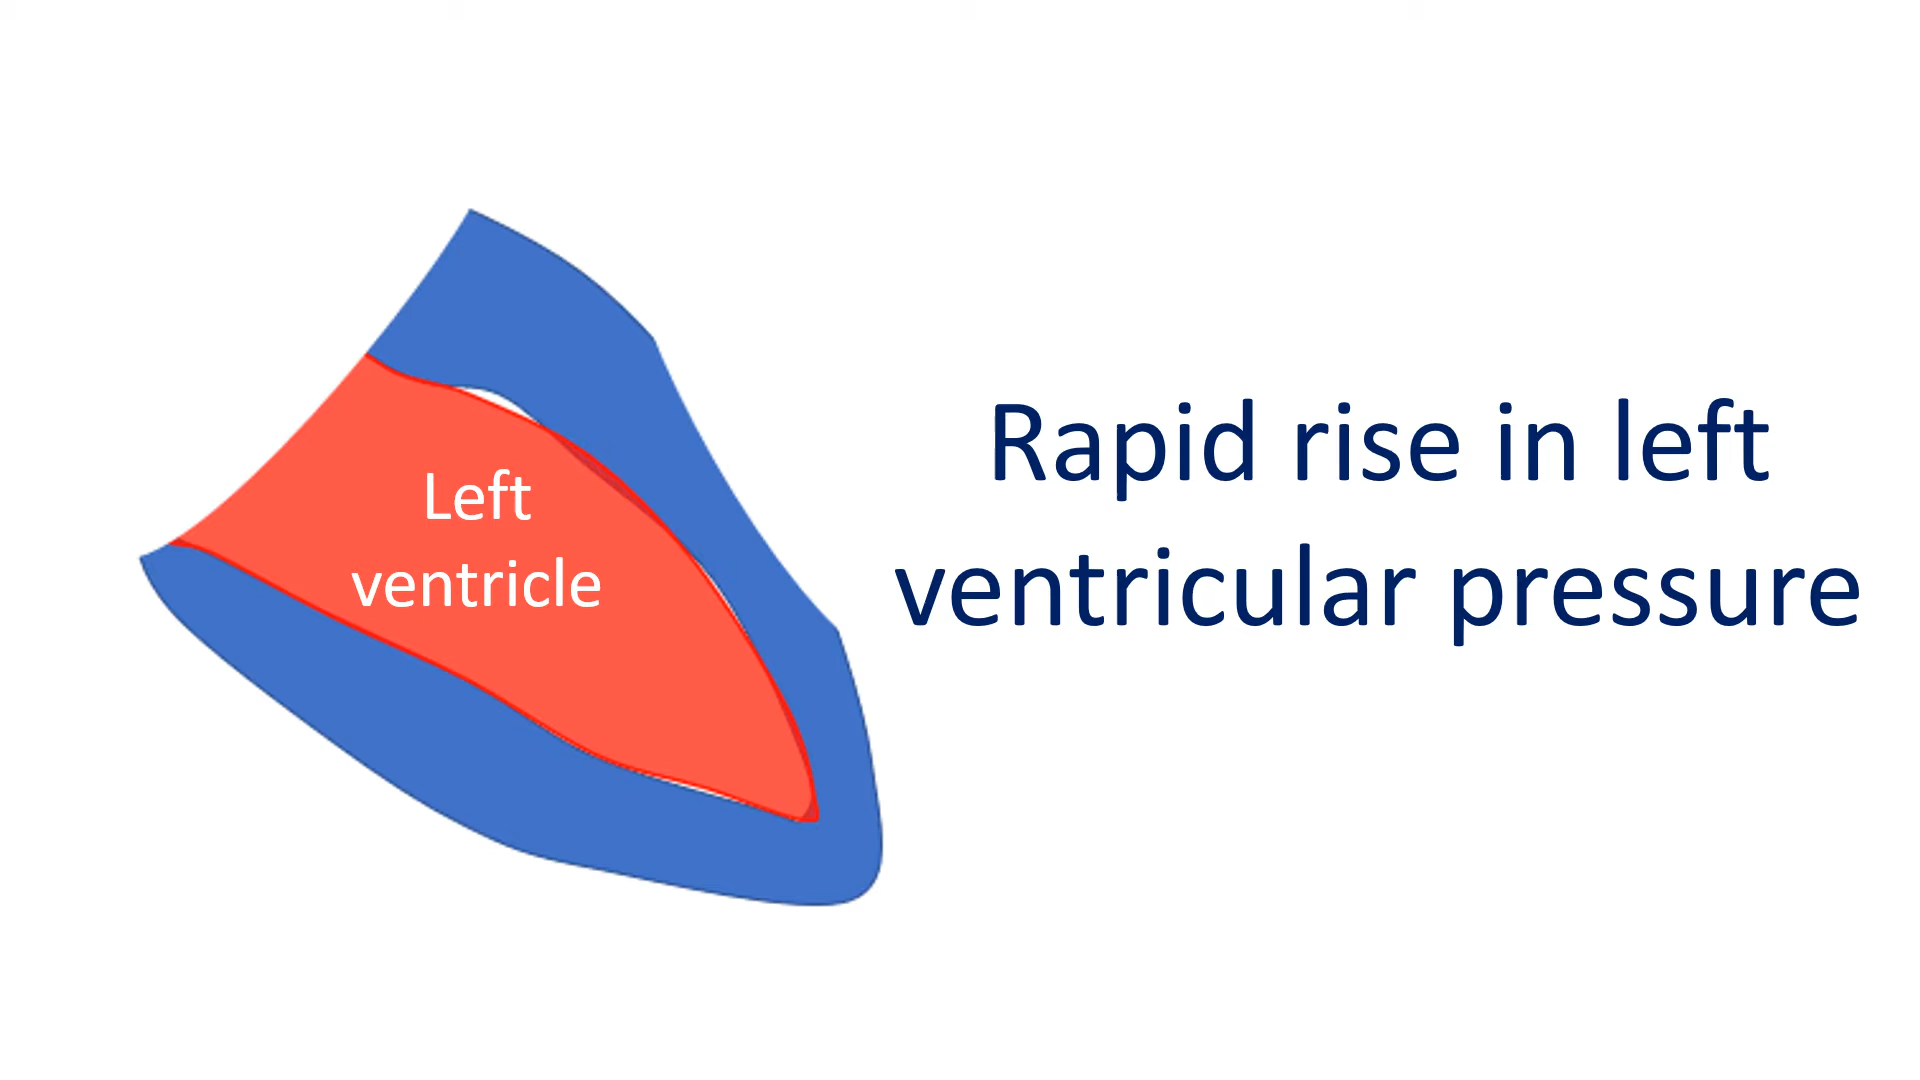 Left
ventricle
Rapid rise in left
ventricular pressure